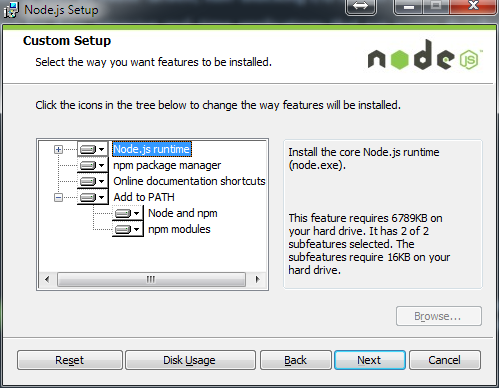 Node.js Setup
Custom Setup
Select the way you want features to be installed.
node
JS
Click the icons in the tree below to change the way features will be installed.
Node.js runtime
npm package manager
Online documentation shortcuts
Add to PATH
Node and npm
npm modules
Install the core Node.js runtime
(node.exe).
This feature requires 6789KB on
your hard drive. It has 2 of 2
subfeatures selected. The
subfeatures require 16KB on your
hard drive.
Browse...
Reset
Disk Usage
Back
Next
Cancel